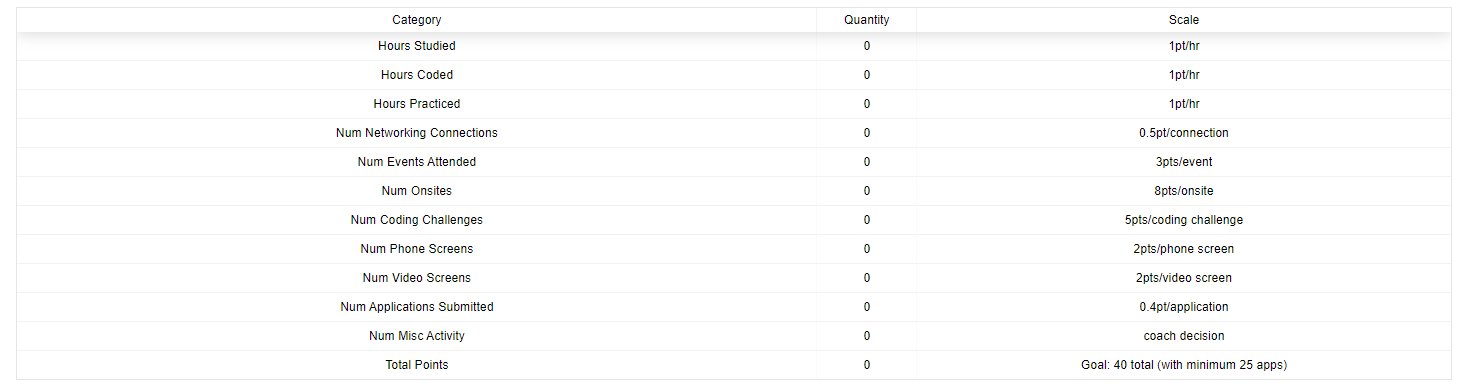 Category Quantity Scale
Hours Studied 0 1pt/hr
Hours Coded 0 1pt/hr
Hours Practiced 0 1pt/hr
Num Networking Connections 0 0.5pt/connection
Num Events Attended 0 3pts/event
Num Onsites 0 8pts/onsite
Num Coding Challenges 0 5pts/coding challenge
Num Phone Screens 0 2pts/phone screen
Num Video Screens 0 2pts/video screen
Num Applications Submitted 0 0.4pt/application
Num Misc Activity 0 coach decision
Total Points 0 Goal: 40 total (with minimum 25 apps)